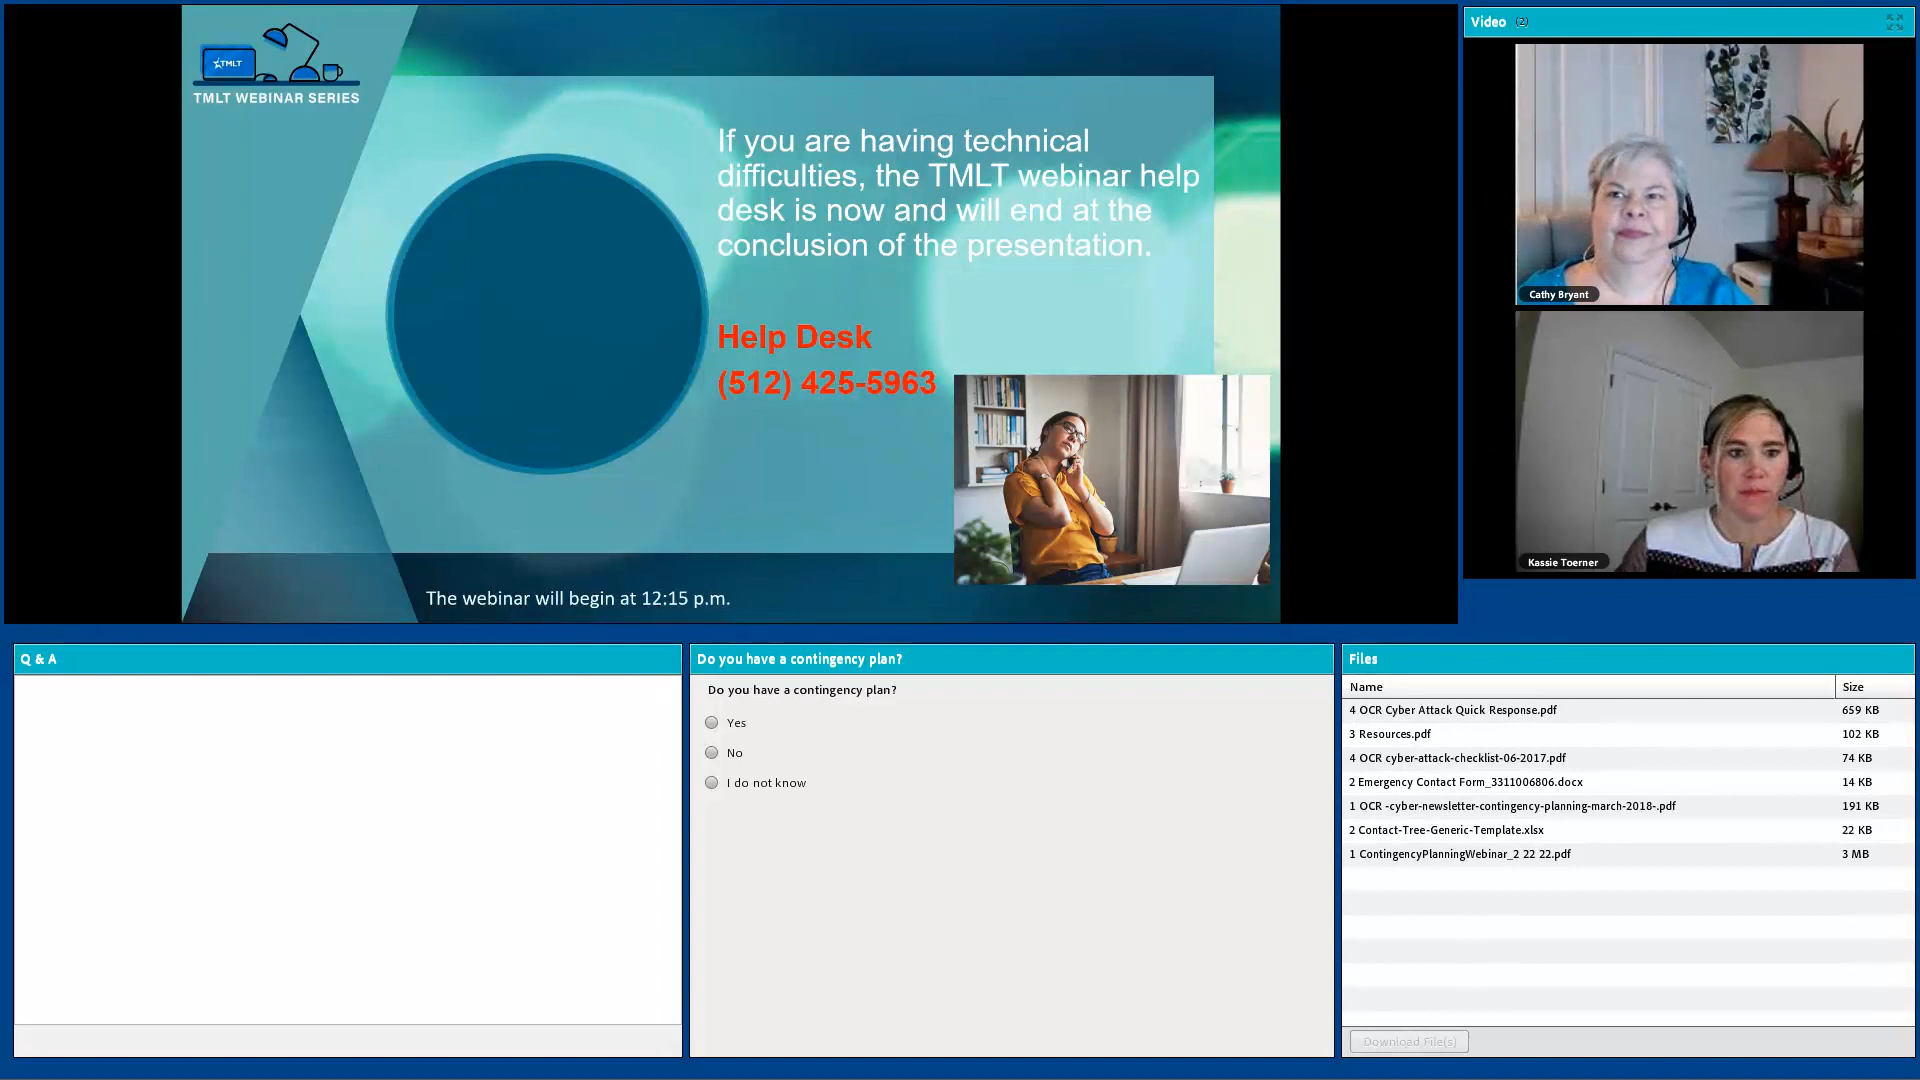 TMLT
TMLT WEBINAR SERIES
If you are having technical
difficulties, the TMLT webinar help
desk is now and will end at the
conclusion of the presentation.
Help Desk
(512) 425-5963
The webinar will begin at 12:15 p.m.
Video (2)
Cathy Bryant
Kassie Toerner
Q & A
Do you have a contingency plan?
Do you have a contingency plan?
Yes
No
I do not know
Files
Name Size
4 OCR Cyber Attack Quick Response.pdf 659 KB
3 Resources.pdf 102 KB
4 OCR cyber-attack-checklist-06-2017.pdf 74 KB
2 Emergency Contact Form_3311006806.docx 14 KB
1 OCR -cyber-newsletter-contingency-planning-march-2018-.pdf 191 KB
2 Contact-Tree-Generic-Template.xlsx 22 KB
1 ContingencyPlanningWebinar_2 22 22.pdf 3 MB
Download File(s)